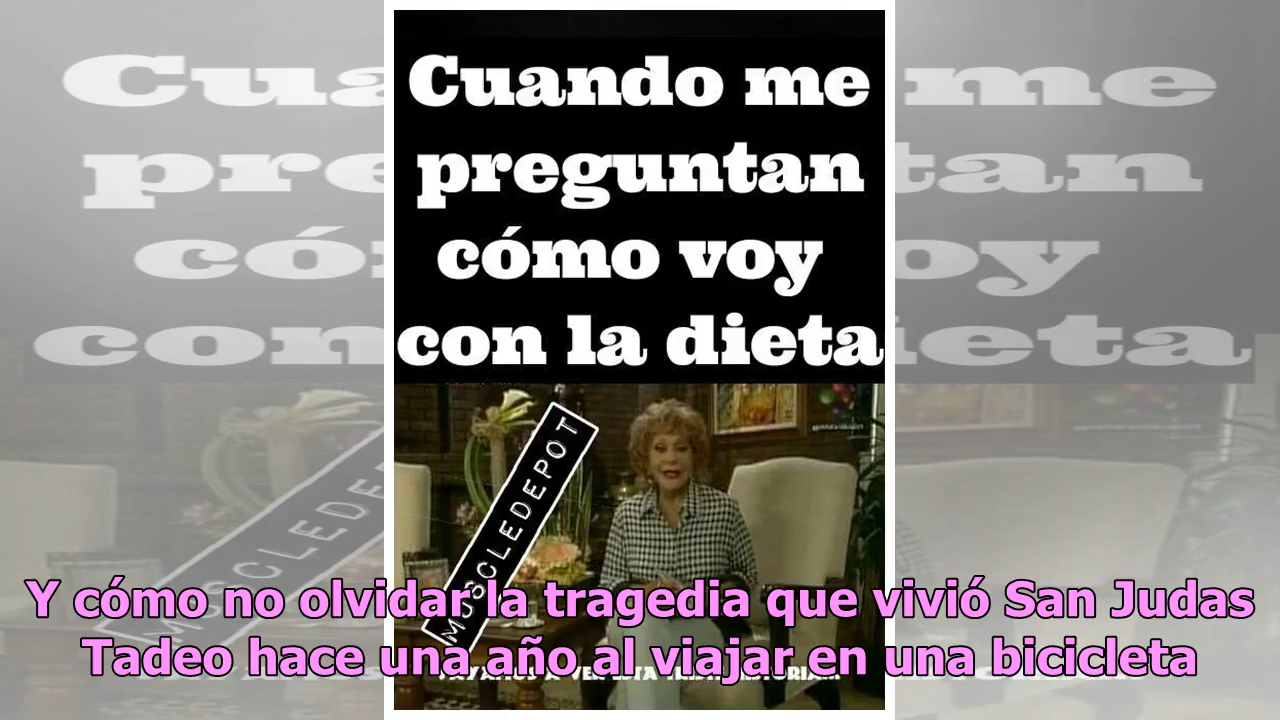 Cuando me
preguntan
cómo voy
con la dieta
MUSCLEDEPOT
Y cómo no olvidar la tragedia que vivió San Judas
Tadeo hace una año al viajar en una bicicleta